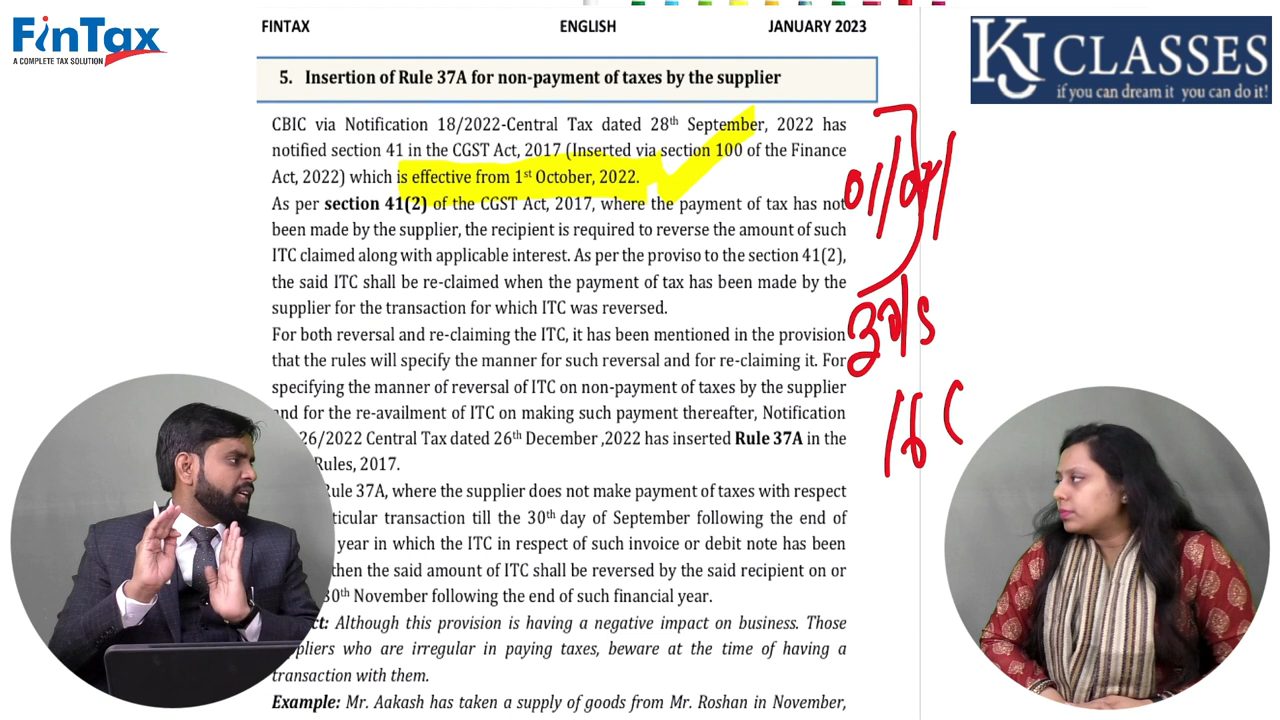 FinTax
A COMPLETE TAX SOLUTION
FINTAX ENGLISH JANUARY 2023
KJ CLASSES
if you can dream it you can do it!
5. Insertion of Rule 37A for non-payment of taxes by the supplier
CBIC via Notification 18/2022-Central Tax dated 28th September, 2022 has
notified section 41 in the CGST Act, 2017 (Inserted via section 100 of the Finance
Act, 2022) which is effective from 1st October, 2022.
As per section 41(2) of the CGST Act, 2017, where the payment of tax has not
been made by the supplier, the recipient is required to reverse the amount of such
ITC claimed along with applicable interest. As per the proviso to the section 41(2),
the said ITC shall be re-claimed when the payment of tax has been made by the
supplier for the transaction for which ITC was reversed.
For both reversal and re-claiming the ITC, it has been mentioned in the provision
that the rules will specify the manner for such reversal and for re-claiming it. For
specifying the manner of reversal of ITC on non-payment of taxes by the supplier
and for the re-availment of ITC on making such payment thereafter, Notification
26/2022 Central Tax dated 26th December ,2022 has inserted Rule 37A in the
Rules, 2017.
Rule 37A, where the supplier does not make payment of taxes with respect
transaction till the 30th day of September following the end of
year in which the ITC in respect of such invoice or debit note has been
then the said amount of ITC shall be reversed by the said recipient on or
30th November following the end of such financial year.
Although this provision is having a negative impact on business. Those
suppliers who are irregular in paying taxes, beware at the time of having a
transaction with them.
Example: Mr. Aakash has taken a supply of goods from Mr. Roshan in November,
ITC